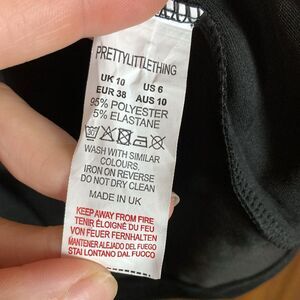 PRETTYLITTLETHING
UK 10 US 6
EUR 38 AUS 10
95% POLYESTER
5% ELASTANE
WASH WITH SIMILAR
COLOURS,
IRON ON REVERSE
DO NOT DRY CLEAN
MADE IN UK
KEEP AWAY FROM FIRE
TENIR ÉLOIGNÉ DU FEU
VON FEUER FERNHALTEN
MANTENER ALEJADO DEL FUEGO
STAI LONTANO DAL FUOCO